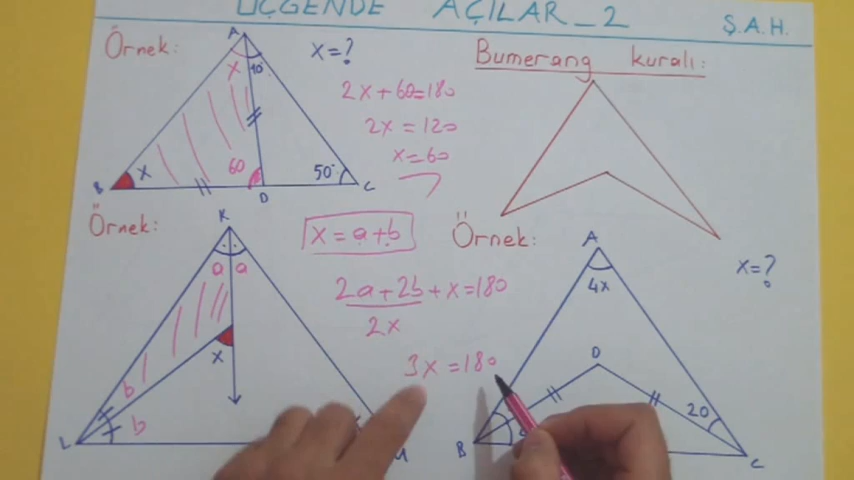 ÜÇGENDE AÇILAR_2
Ş.A.H.
Örnek:
x=?
A
x
10°
2x+60=180
2x=120
x=60
B
x
60
D
50°
C
Bumerang kuralı:
Örnek:
K
a
a
x
b
b
L
M
x=a+b
2a+2b+x=180
2x
3x=180
Örnek:
x=?
A
4x
D
20
B
C